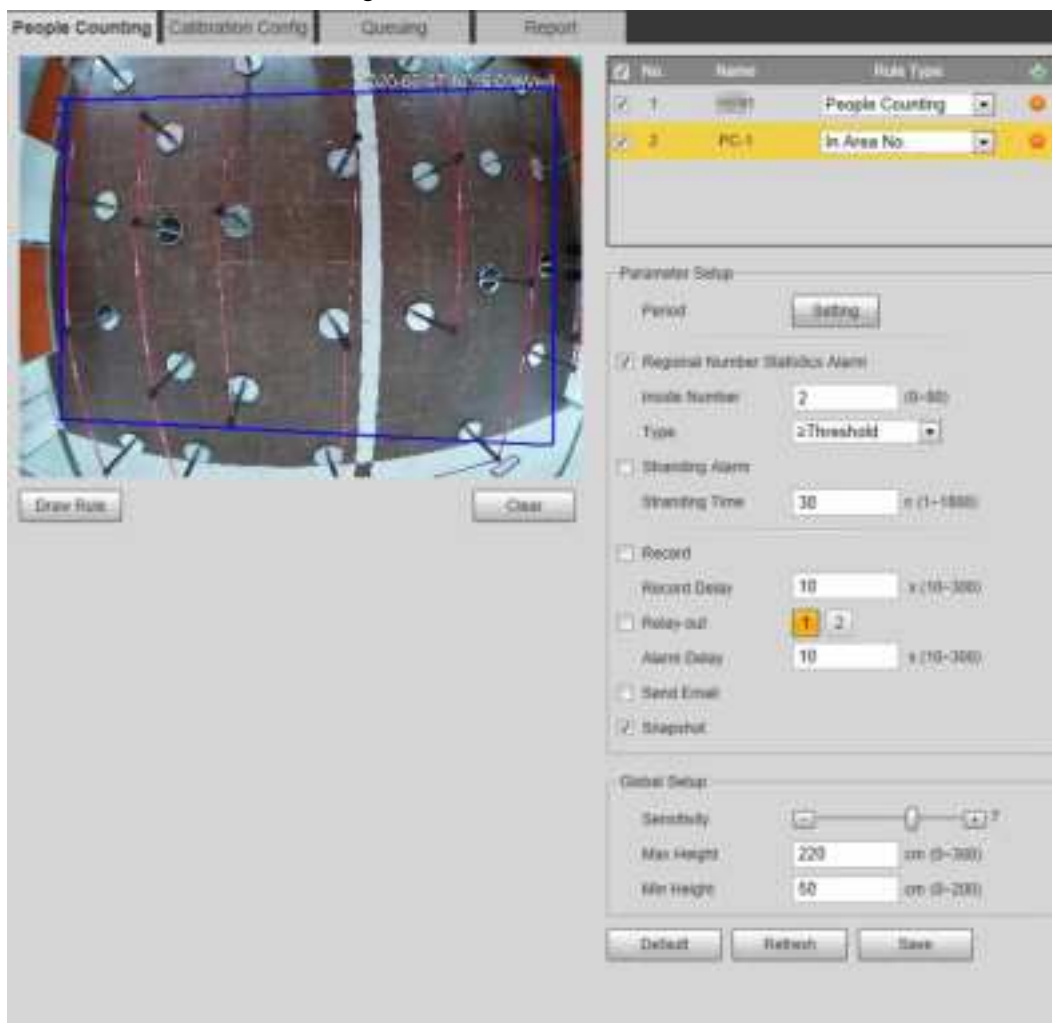 People Counting Calibration Config Queuing Report
No. Name Rule Type
1 People Counting
2 PC-1 In Area No.
Parameter Setup
Period Setting
Regional Number Statistics Alarm
Inside Number 2 (0~80)
Type ≥Threshold
Stranding Alarm
Stranding Time 30 (1~1800)
Draw Rule Clear
Record
Record Delay 10 s (10~300)
Relay-out 1 2
Alarm Delay 10 s (10~300)
Send Email
Snapshot
Global Setup
Sensitivity 7
Max Height 220 cm (0~300)
Min Height 50 cm (0~200)
Default Refresh Save